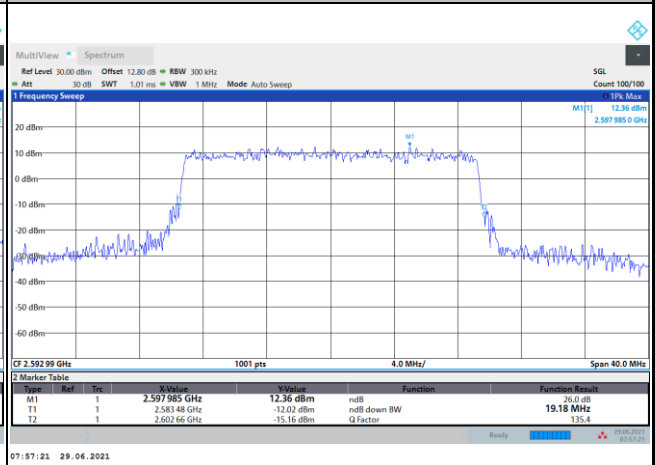 MultiView Spectrum
Ref Level 30.00 dBm Offset 12.80 dB RBW 300 kHz SGL
Att 30 dB SWT 1.01 ms VBW 1 MHz Mode Auto Sweep Count 100/100
1 Frequency Sweep 1Pk Max
M1[1] 12.36 dBm
2.597 985 0 GHz
M1
20 dBm
10 dBm
0 dBm
-10 dBm
-30 dBm
-40 dBm
-50 dBm
-60 dBm
CF 2.592 99 GHz 1001 pts 4.0 MHz/ Span 40.0 MHz
2 Marker Table
Type Ref Trc X-Value Y-Value Function Function Result
M1 1 2.597 985 GHz 12.36 dBm ndB 26.0 dB
T1 1 2.583 48 GHz -12.02 dBm ndB down BW 19.18 MHz
T2 1 2.602 66 GHz -15.16 dBm Q Factor 135.4
Ready 29.06.2021
07:57:21
07:57:21 29.06.2021